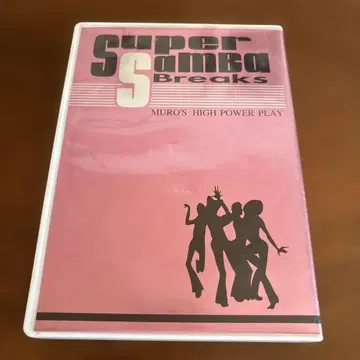 Super
Samba
Breaks
MURO'S HIGH POWER PLAY